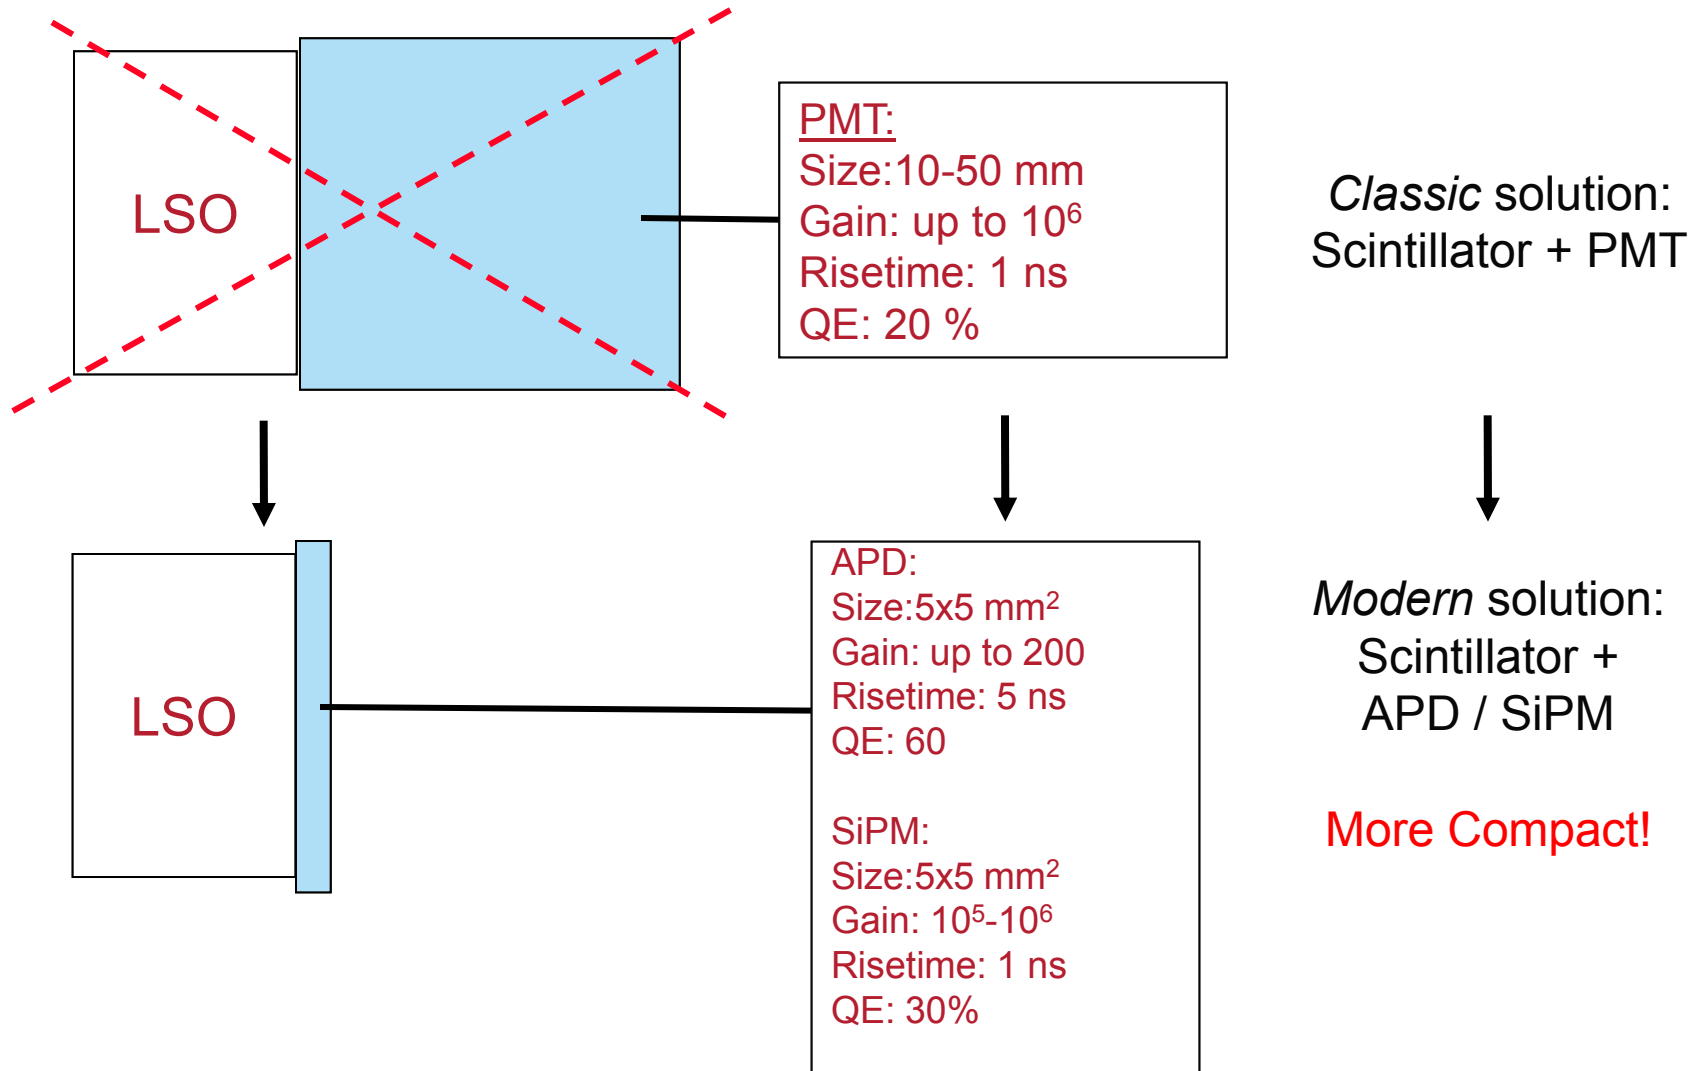 LSO
PMT:
Size:10-50 mm
Gain: up to 10⁶
Risetime: 1 ns
QE: 20 %
Classic solution:
Scintillator + PMT
LSO
APD:
Size:5x5 mm²
Gain: up to 200
Risetime: 5 ns
QE: 60
SiPM:
Size:5x5 mm²
Gain: 10⁵-10⁶
Risetime: 1 ns
QE: 30%
Modern solution:
Scintillator +
APD / SiPM
More Compact!